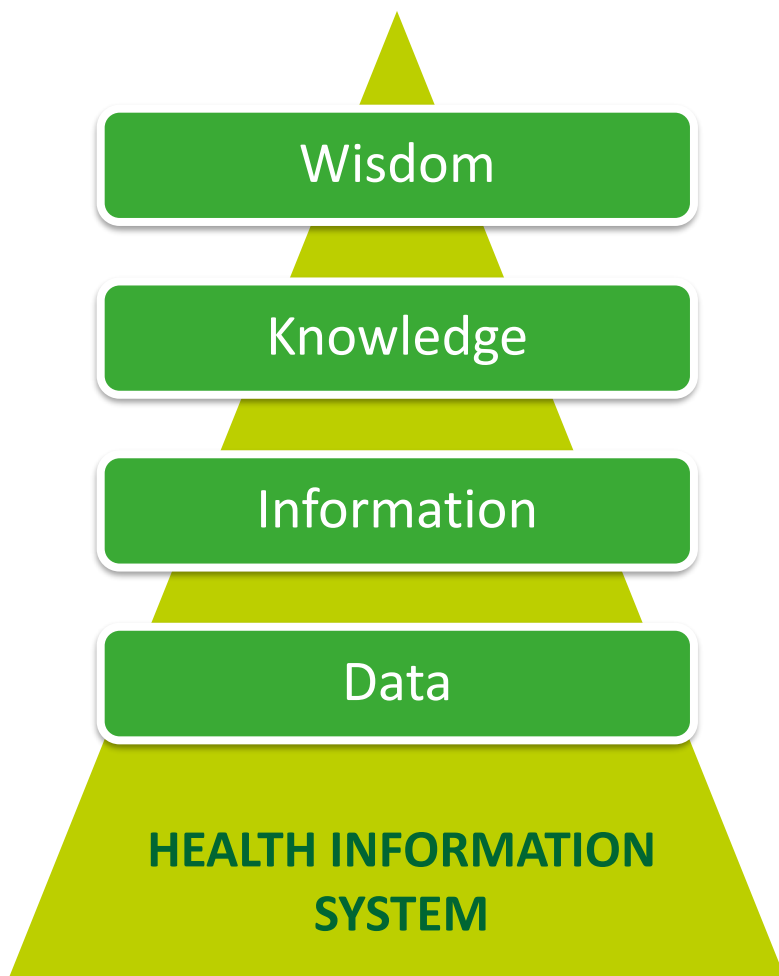 Wisdom
Knowledge
Information
Data
HEALTH INFORMATION
SYSTEM